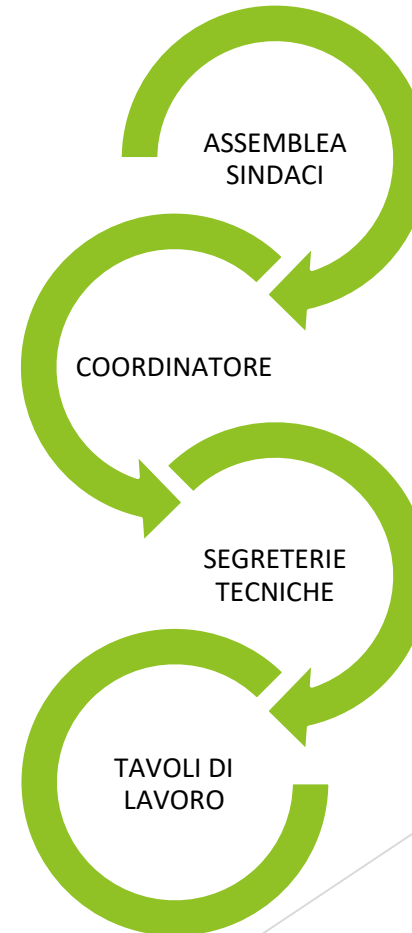 ASSEMBLEA
SINDACI
COORDINATORE
SEGRETERIE
TECNICHE
TAVOLI DI
LAVORO